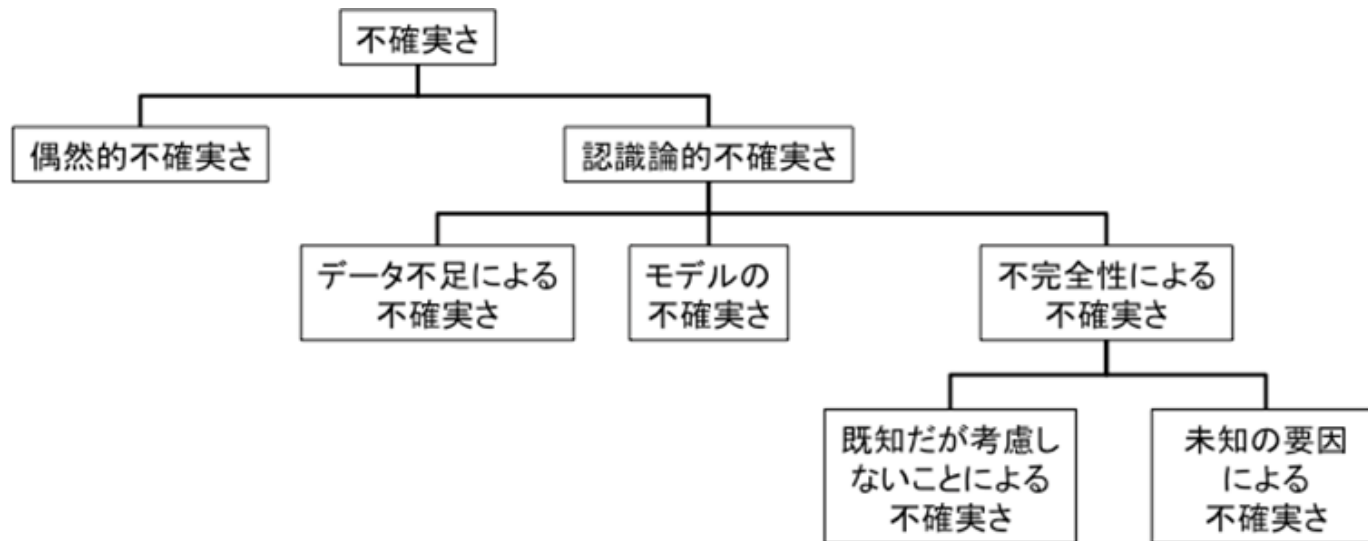 不確実さ
偶然的不確実さ
認識論的不確実さ
データ不足による
不確実さ
モデルの
不確実さ
不完全性による
不確実さ
既知だが考慮し
ないことによる
不確実さ
未知の要因
による
不確実さ